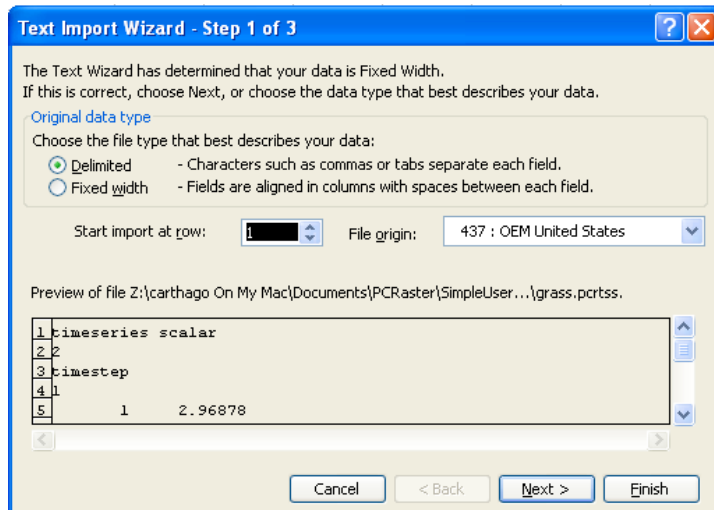 Text Import Wizard - Step 1 of 3
The Text Wizard has determined that your data is Fixed Width.
If this is correct, choose Next, or choose the data type that best describes your data.
Original data type
Choose the file type that best describes your data:
Delimited - Characters such as commas or tabs separate each field.
Fixed width - Fields are aligned in columns with spaces between each field.
Start import at row: 1 File origin: 437 : OEM United States
Preview of file Z:\carthago On My Mac\Documents\PCRaster\SimpleUser...\grass.pcrtss.
1 timeseries scalar
2 2
3 timestep
4 1
5 1 2.96878
Cancel < Back Next > Finish